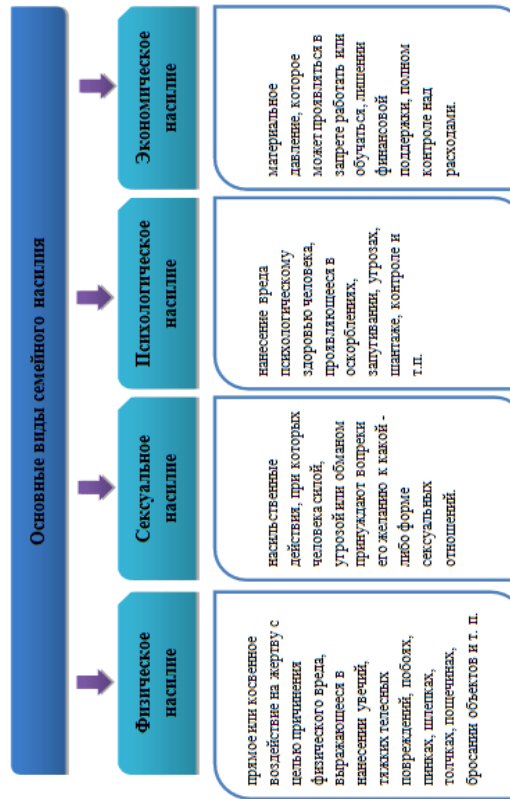 Основные виды семейного насилия
Физическое
насилие
прямое или косвенное
воздействие на жертву с
целью причинения
физического вреда,
выражающееся в
нанесении увечий,
тяжких телесных
повреждений, побоях,
пинках, шлепках,
толчках, пощечинах,
бросании объектов и т. п.
Сексуальное
насилие
насильственные
действия, при которых
человека силой,
угрозой или обманом
принуждают вопреки
его желанию к какой -
либо форме
сексуальных
отношений.
Психологическое
насилие
нанесение вреда
психологическому
здоровью человека,
проявляющееся в
оскорблениях,
запугивании, угрозах,
шантаже, контроле и
т.п.
Экономическое
насилие
материальное
давление, которое
может проявляться в
запрете работать или
обучаться, лишении
финансовой
поддержки, полном
контроле над
расходами.